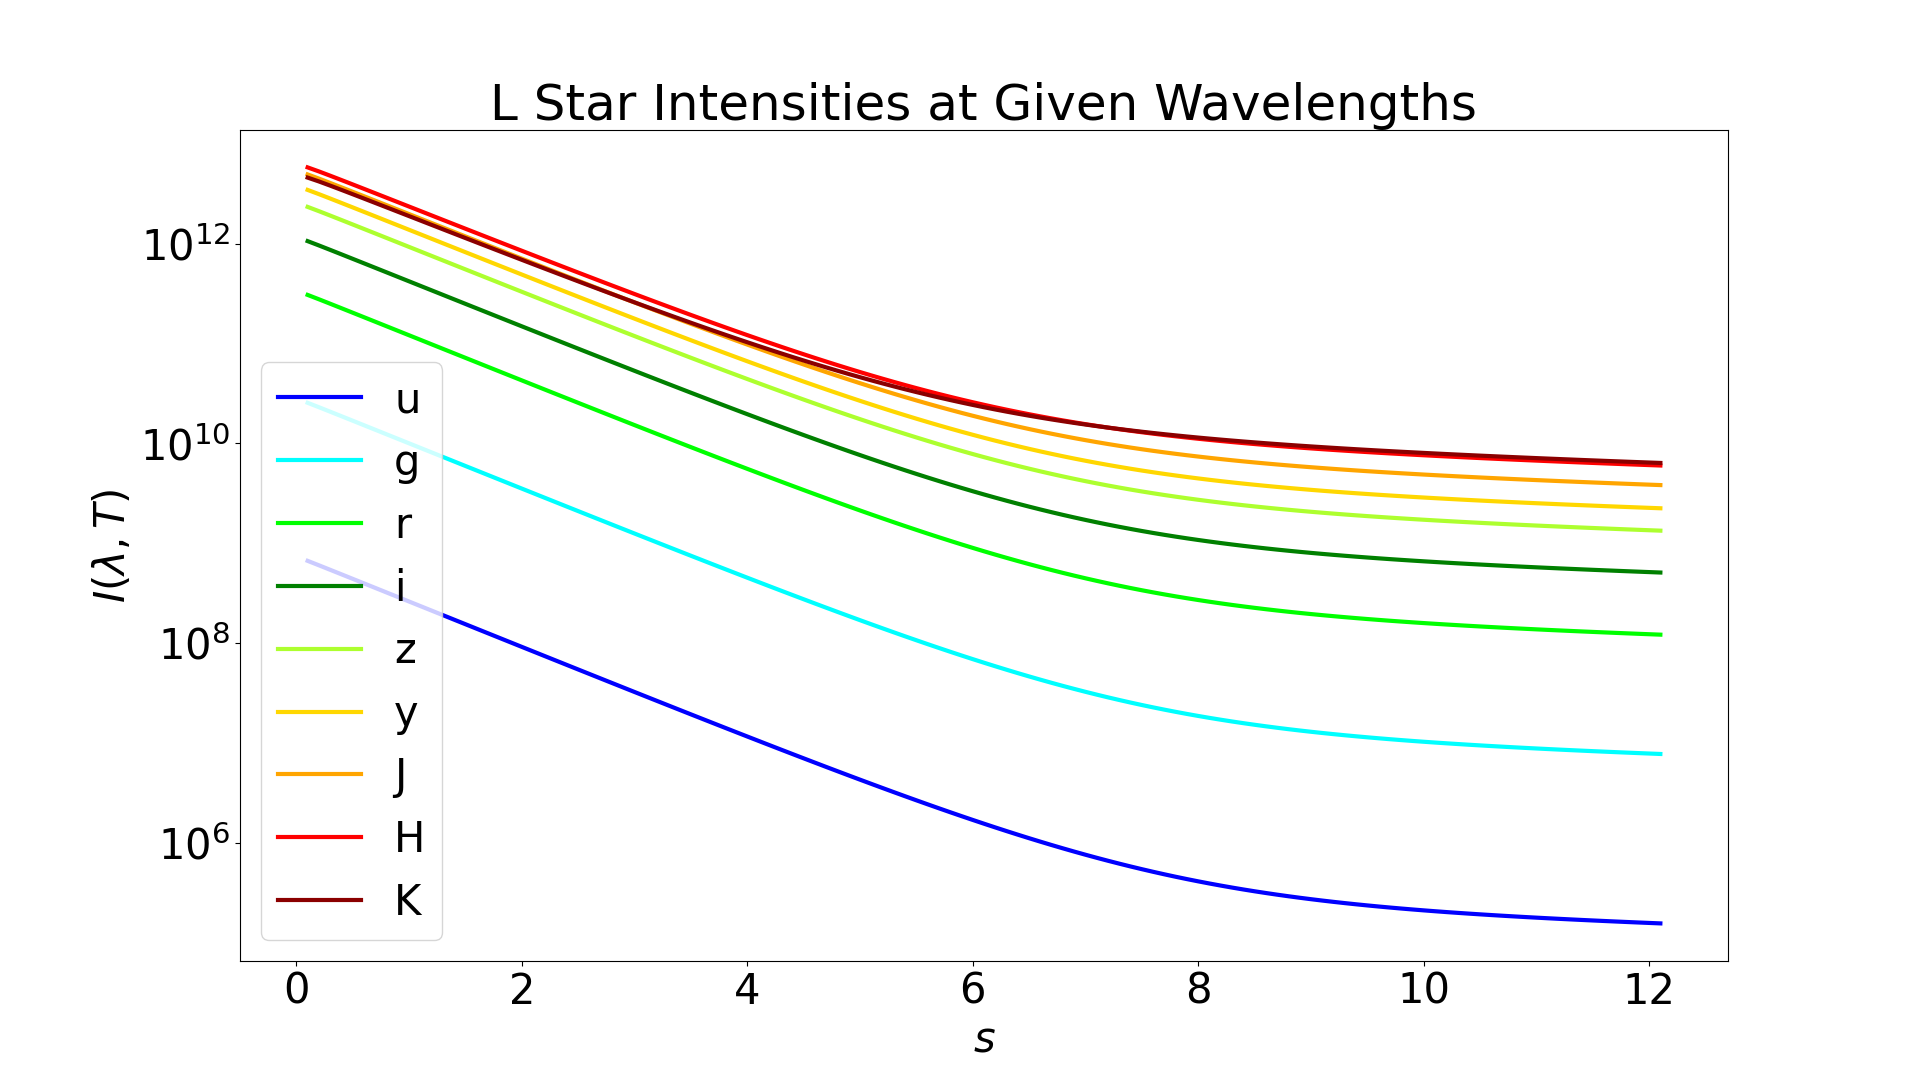 L Star Intensities at Given Wavelengths
I(λ, T)
10^12
10^10
10^8
10^6
u
g
r
i
z
y
J
H
K
0 2 4 6 8 10 12
s